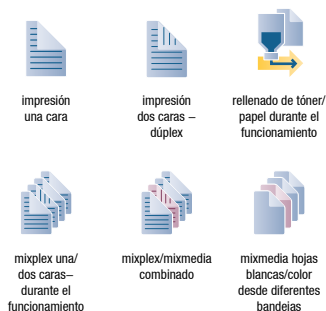 impresión
una cara
impresión
dos caras –
dúplex
rellenado de tóner/
papel durante el
funcionamiento
mixplex una/
dos caras–
durante el
funcionamiento
mixplex/mixmedia
combinado
mixmedia hojas
blancas/color
desde diferentes
bandejas